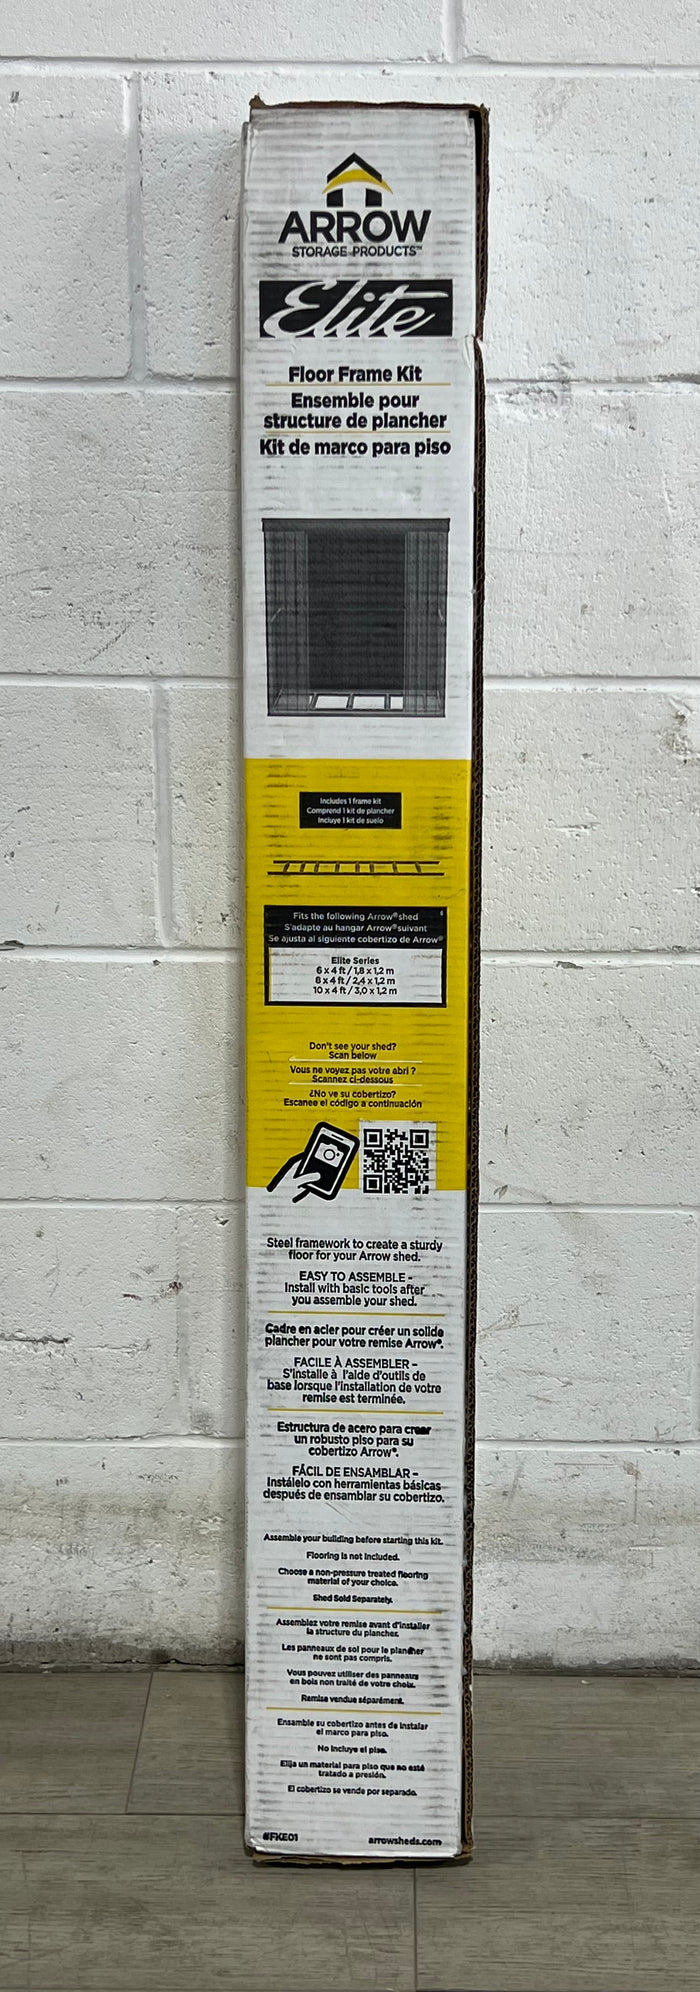 ARROW
STORAGE PRODUCTS™
Elite
Floor Frame Kit
Ensemble pour
structure de plancher
Kit de marco para piso
Includes 1 frame kit
Comprend 1 kit de plancher
Incluye 1 kit de suelo
Fits the following Arrow® shed
S'adapte au hangar Arrow® suivant
Se ajusta al siguiente cobertizo de Arrow®
Elite Series
6 x 4 ft / 1,8 x 1,2 m
8 x 4 ft / 2,4 x 1,2 m
10 x 4 ft / 3,0 x 1,2 m
Don't see your shed?
Scan below
Vous ne voyez pas votre abri ?
Scannez ci-dessous
¿No ve su cobertizo?
Escanee el código a continuación
Steel framework to create a sturdy
floor for your Arrow shed.
EASY TO ASSEMBLE –
Install with basic tools after
you assemble your shed.
Cadre en acier pour créer un solide
plancher pour votre remise Arrow®.
FACILE À ASSEMBLER –
S'installe à l'aide d'outils de
base lorsque l'installation de votre
remise est terminée.
Estructura de acero para crear
un robusto piso para su
cobertizo Arrow®.
FÁCIL DE ENSAMBLAR –
Instálelo con herramientas básicas
después de ensamblar su cobertizo.
Assemble your building before starting this kit.
Flooring is not included.
Choose a non-pressure treated flooring
material of your choice.
Shed Sold Separately.
Assemblez votre remise avant d'installer
la structure du plancher.
Les panneaux de sol pour le plancher
ne sont pas compris.
Vous pouvez utiliser des panneaux
en bois non traité de votre choix.
Remise vendue séparément.
Ensamble su cobertizo antes de instalar
el marco para piso.
No incluye el piso.
Elija un material para piso que no esté
tratado a presión.
El cobertizo se vende por separado.
#FKE01
arrowsheds.com